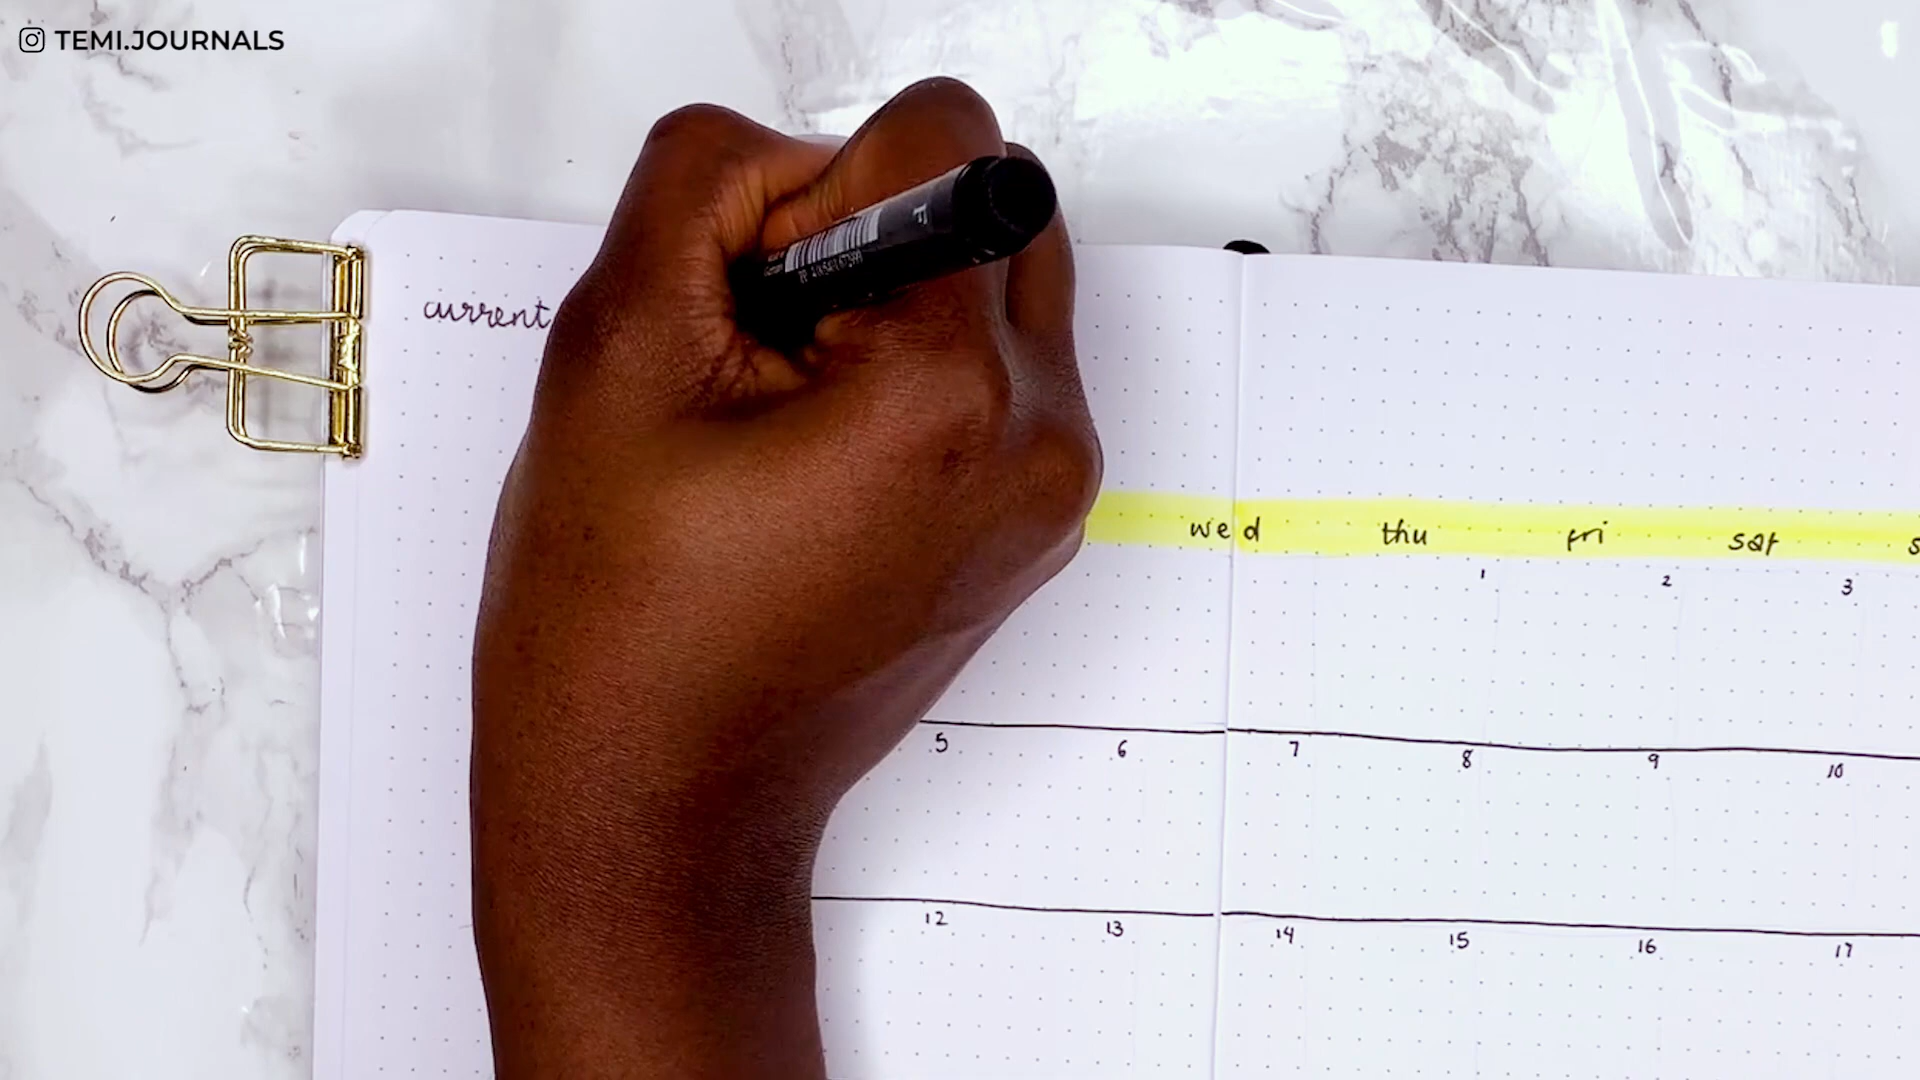 TEMI.JOURNALS
F
current
wed thu fri sat s
1 2 3
5 6 7 8 9 10
12 13 14 15 16 17